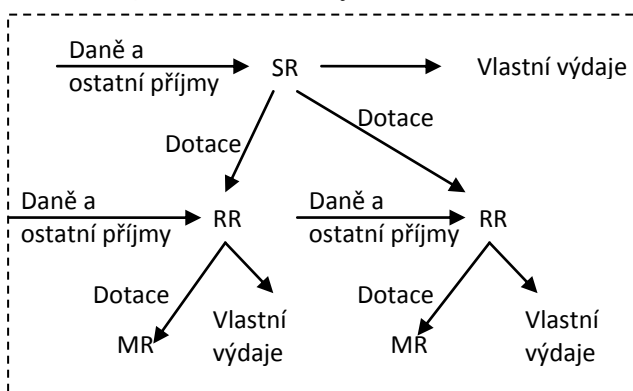 Daně a
ostatní příjmy
SR
Vlastní výdaje
Dotace
Dotace
Daně a
ostatní příjmy
RR
Daně a
ostatní příjmy
RR
Dotace
MR
Vlastní
výdaje
Dotace
MR
Vlastní
výdaje